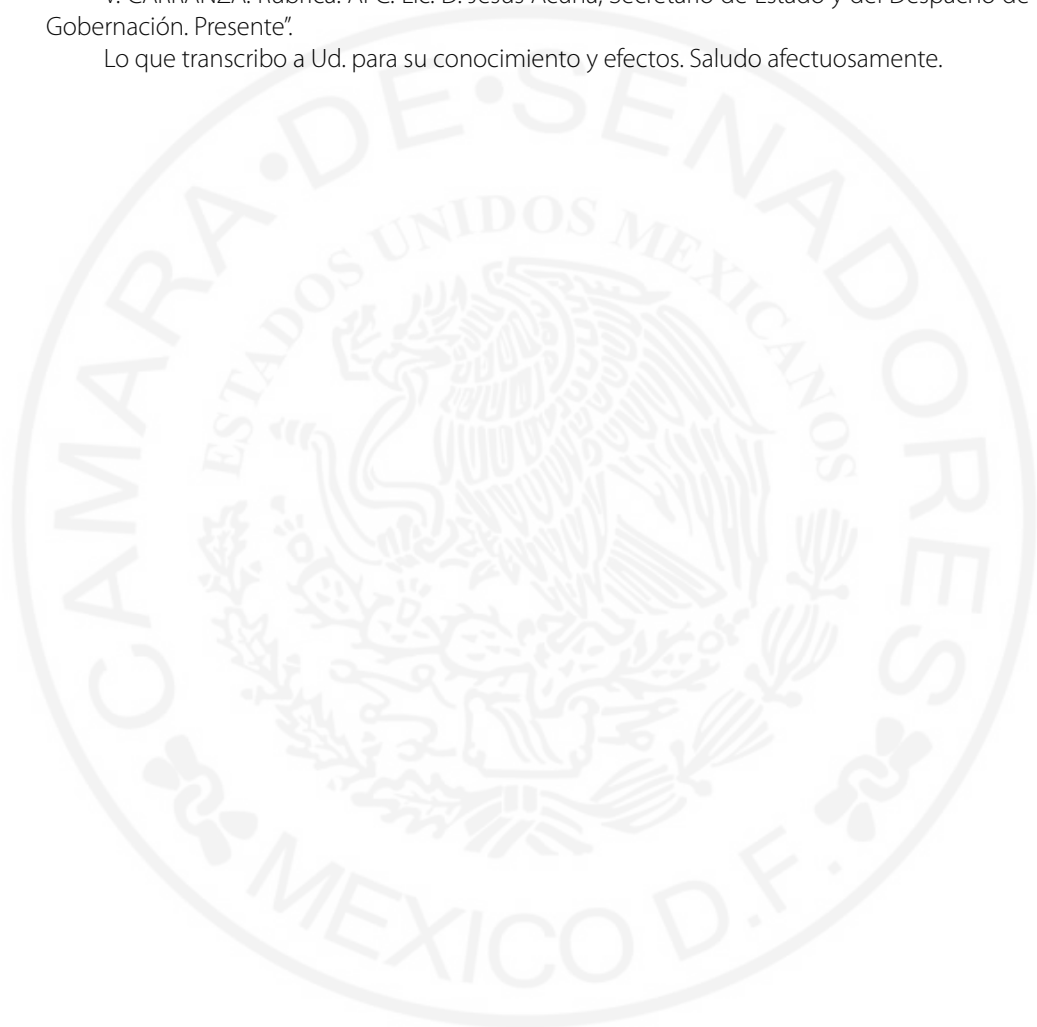 V. CARRANZA. Rúbrica. Al C. Lic. D. Jesús Acuña, Secretario de Estado y del Despacho de
Gobernación. Presente”.
Lo que transcribo a Ud. para su conocimiento y efectos. Saludo afectuosamente.
CAMARA•DE•SENADORES
ESTADOS UNIDOS MEXICANOS
MEXICO D.F.